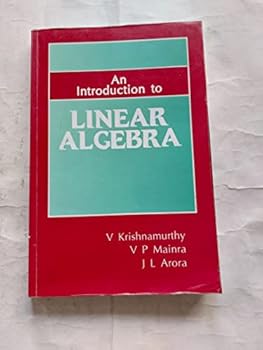 An
Introduction to
LINEAR
ALGEBRA
V Krishnamurthy
V P Mainra
J L Arora